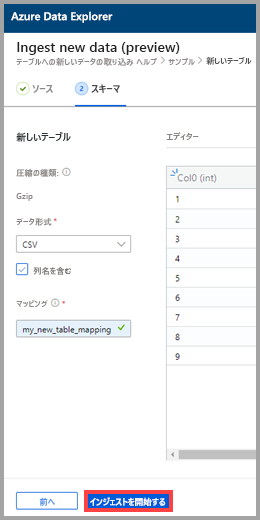 Azure Data Explorer
Ingest new data (preview)
テーブルへの新しいデータの取り込み ヘルプ > サンプル > 新しいテーブル
ソース
2 スキーマ
新しいテーブル
エディター
圧縮の種類:
Gzip
データ形式 *
CSV
列名を含む
マッピング *
my_new_table_mapping
Col0 (int)
1
2
3
4
5
6
7
8
9
前へ
インジェストを開始する